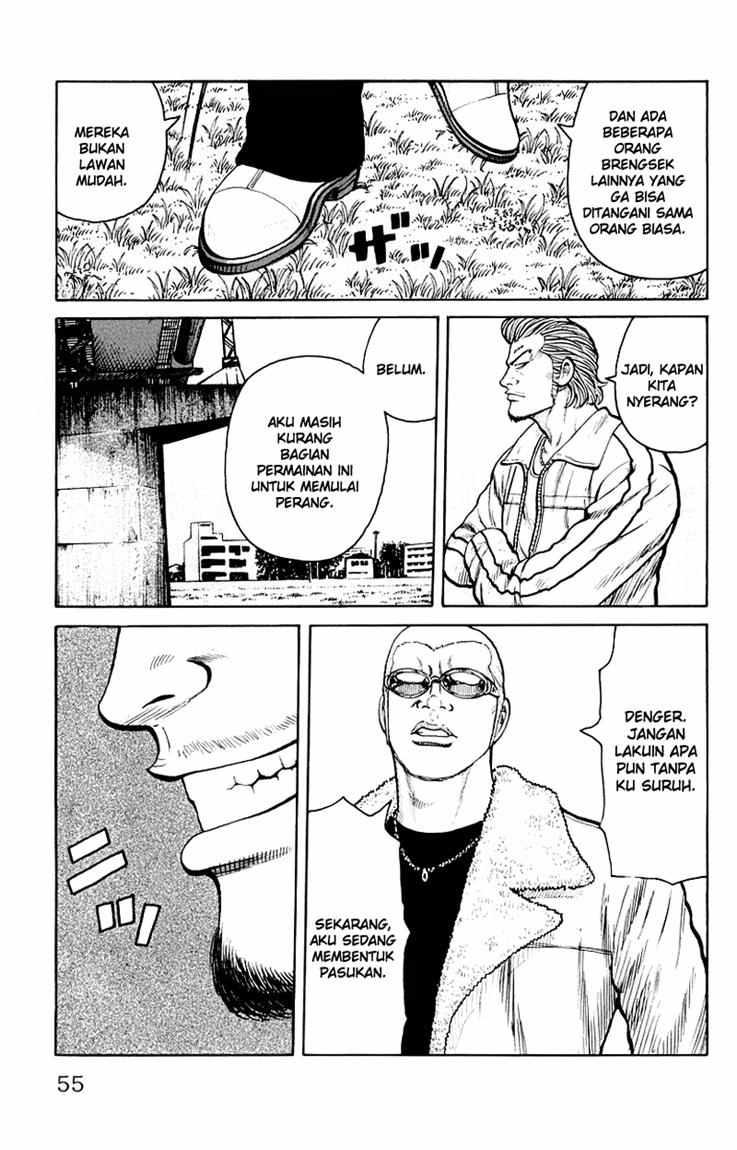 DAN ADA
BEBERAPA
ORANG
BRENGSEK
LAINNYA YANG
GA BISA
DITANGANI SAMA
ORANG BIASA.
MEREKA
BUKAN
LAWAN
MUDAH.
ザッ
JADI, KAPAN
KITA
NYERANG?
BELUM.
AKU MASIH
KURANG
BAGIAN
PERMAINAN INI
UNTUK MEMULAI
PERANG.
DENGER.
JANGAN
LAKUIN APA
PUN TANPA
KU SURUH.
SEKARANG,
AKU SEDANG
MEMBENTUK
PASUKAN.
55